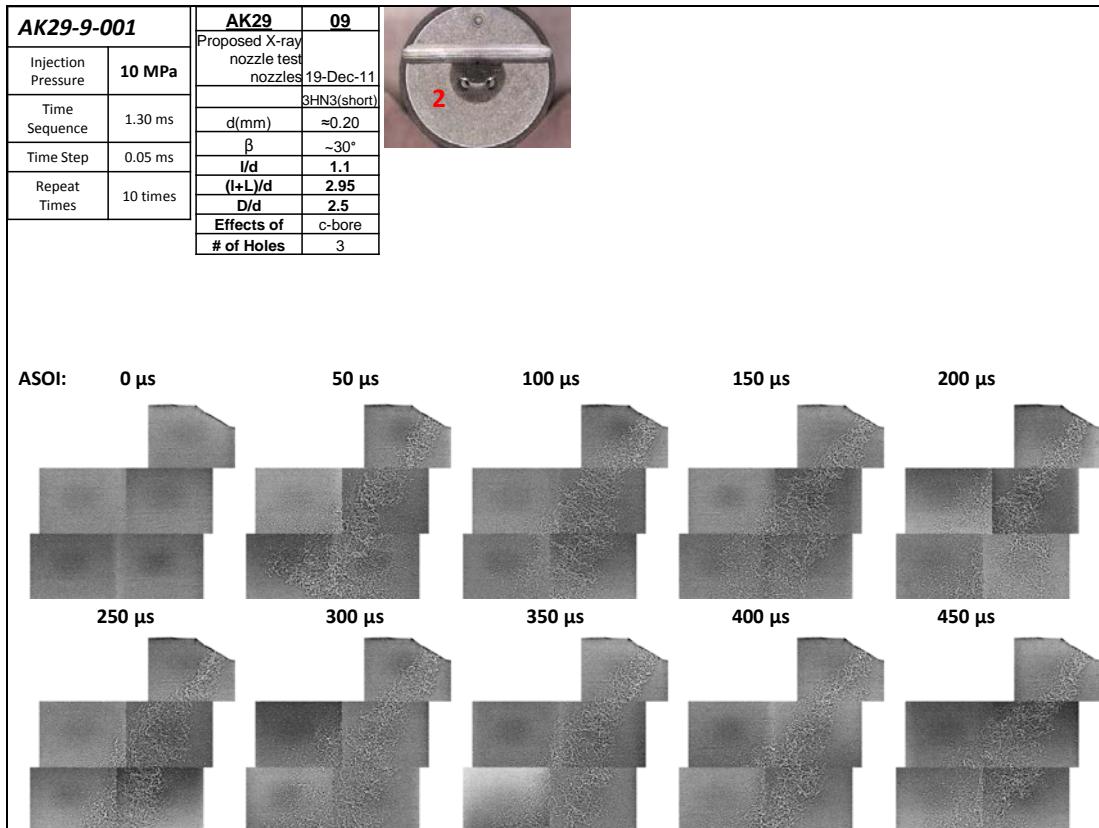 AK29-9-001
Injection Pressure 10 MPa
Time Sequence 1.30 ms
Time Step 0.05 ms
Repeat Times 10 times
AK29 09
Proposed X-ray nozzle test nozzles 19-Dec-11
3HN3(short)
d(mm) ≈0.20
β ~30°
l/d 1.1
(l+L)/d 2.95
D/d 2.5
Effects of c-bore
# of Holes 3
2
ASOI: 0 µs 50 µs 100 µs 150 µs 200 µs
250 µs 300 µs 350 µs 400 µs 450 µs